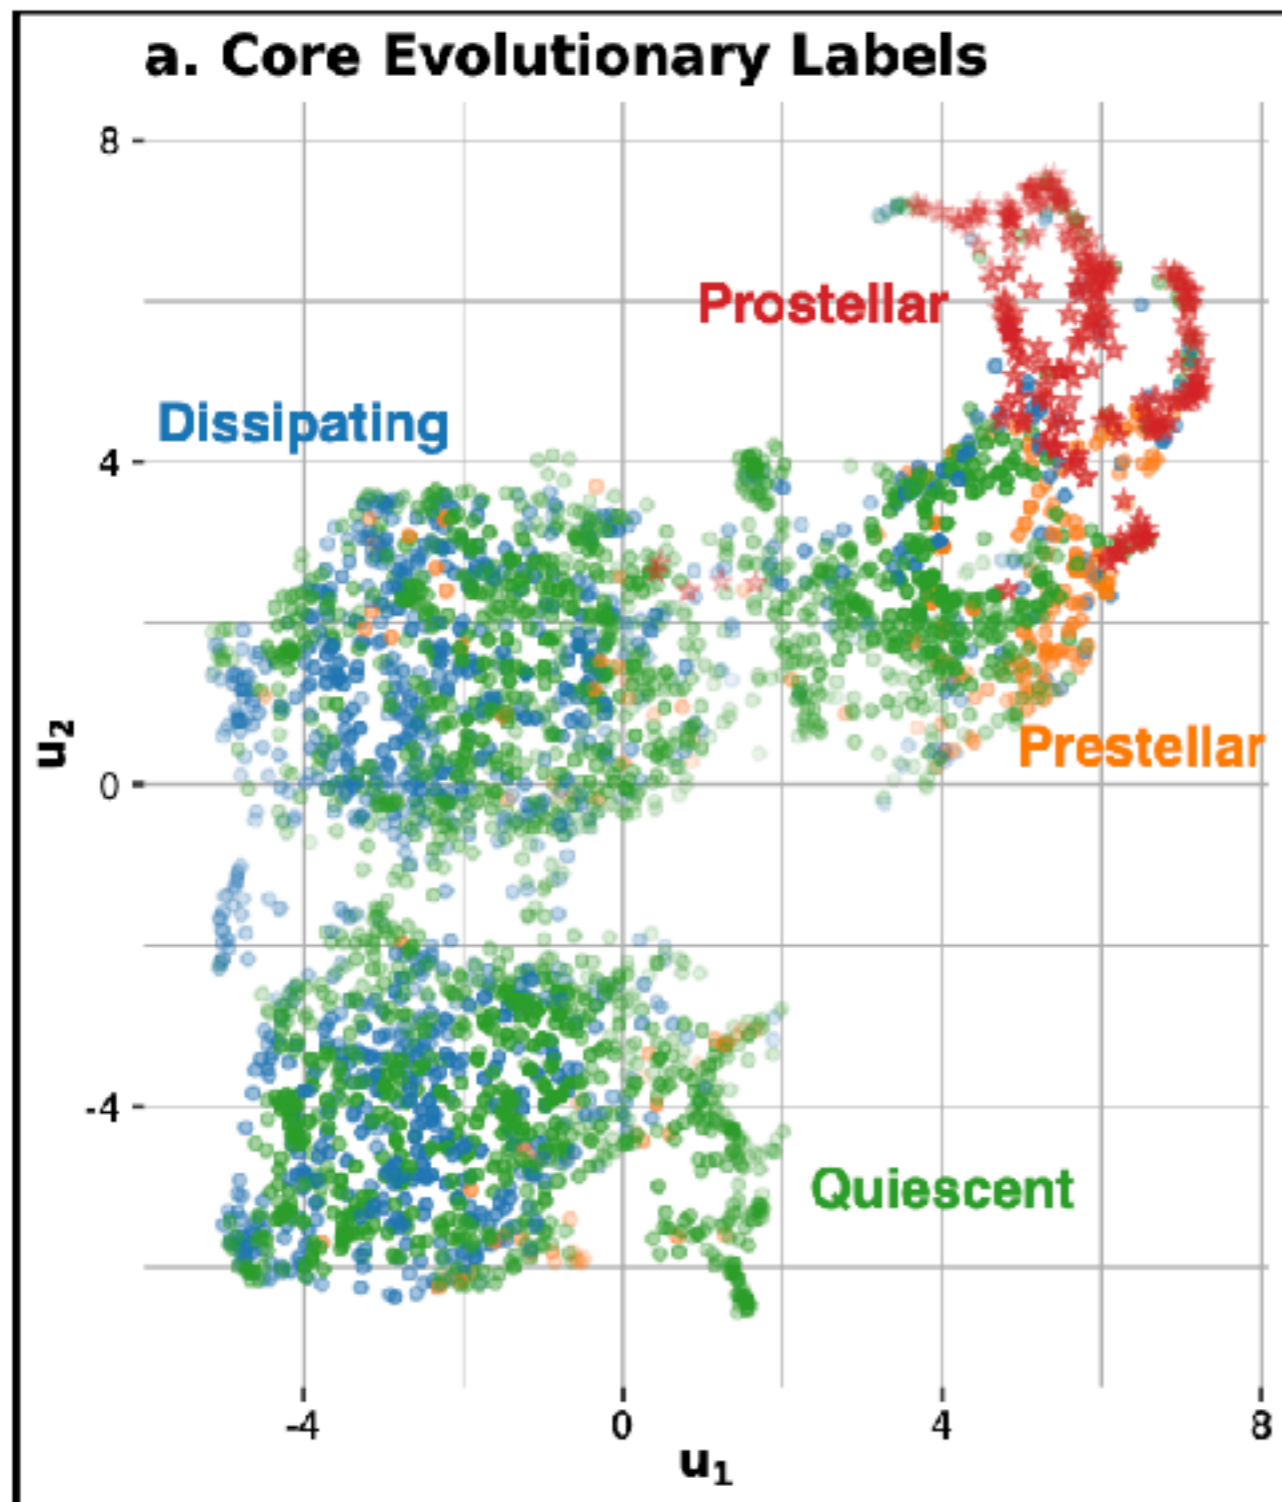 a. Core Evolutionary Labels
8
Prostellar
Dissipating
4
u2
Prestellar
0
-4
Quiescent
-4 0 4 8
u1